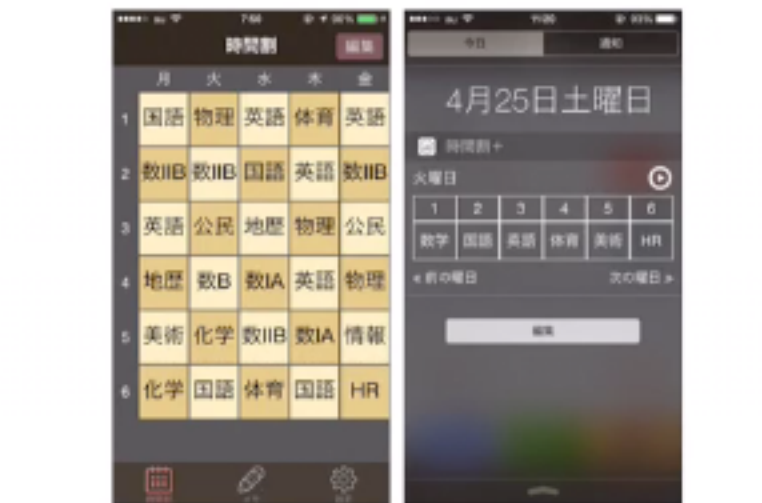 7:56
時間割
編集
月 火 水 木 金
1 国語 物理 英語 体育 英語
2 数IIB 数IIB 国語 英語 数IIB
3 英語 公民 地歴 物理 公民
4 地歴 数B 数IA 英語 物理
5 美術 化学 数IIB 数IA 情報
6 化学 国語 体育 国語 HR
今日 通知
4月25日土曜日
時間割+
火曜日
1 2 3 4 5 6
数学 国語 英語 体育 美術 HR
« 前の曜日 次の曜日 »
編集